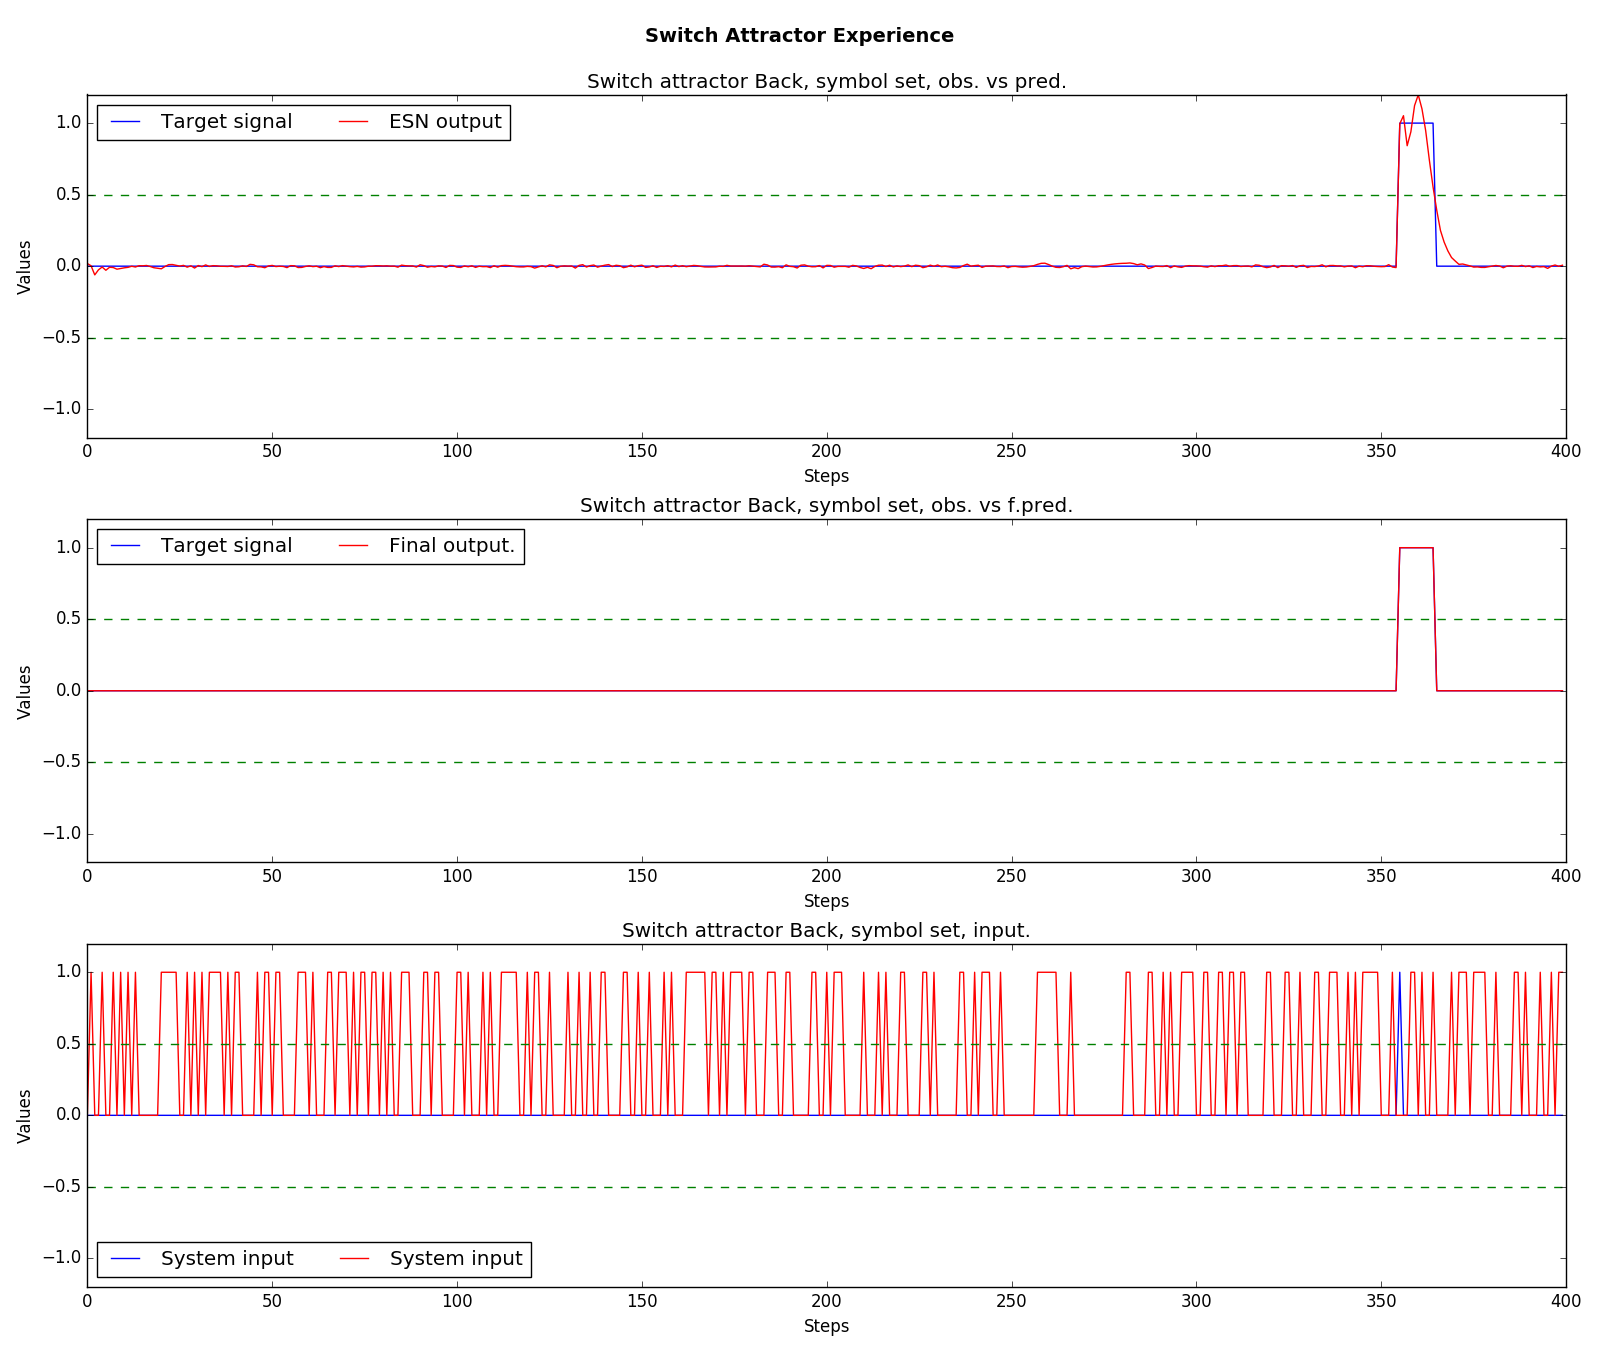 Switch Attractor Experience
Switch attractor Back, symbol set, obs. vs pred.
Target signal ESN output
1.0
0.5
0.0
−0.5
−1.0
Values
0 50 100 150 200 250 300 350 400
Steps
Switch attractor Back, symbol set, obs. vs f.pred.
Target signal Final output.
1.0
0.5
0.0
−0.5
−1.0
Values
0 50 100 150 200 250 300 350 400
Steps
Switch attractor Back, symbol set, input.
1.0
0.5
0.0
−0.5
−1.0
Values
System input System input
0 50 100 150 200 250 300 350 400
Steps